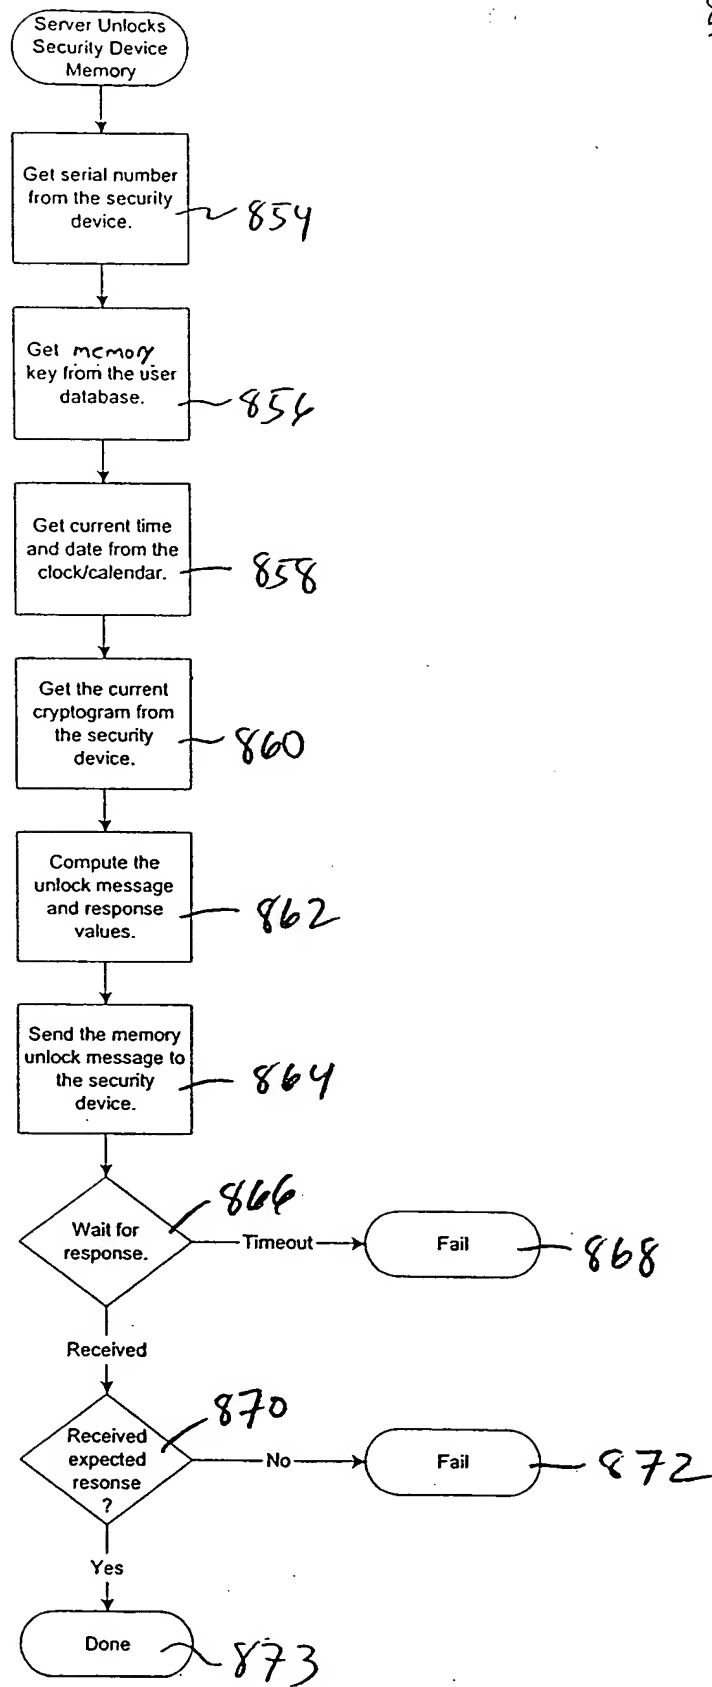 Server Unlocks
Security Device
Memory
Get serial number
from the security
device.
854
Get memory
key from the user
database.
856
Get current time
and date from the
clock/calendar.
858
Get the current
cryptogram from
the security
device.
860
Compute the
unlock message
and response
values.
862
Send the memory
unlock message to
the security
device.
864
Wait for
response.
866
Timeout
Fail
868
Received
Received
expected
resonse
?
870
No
Fail
872
Yes
Done
873